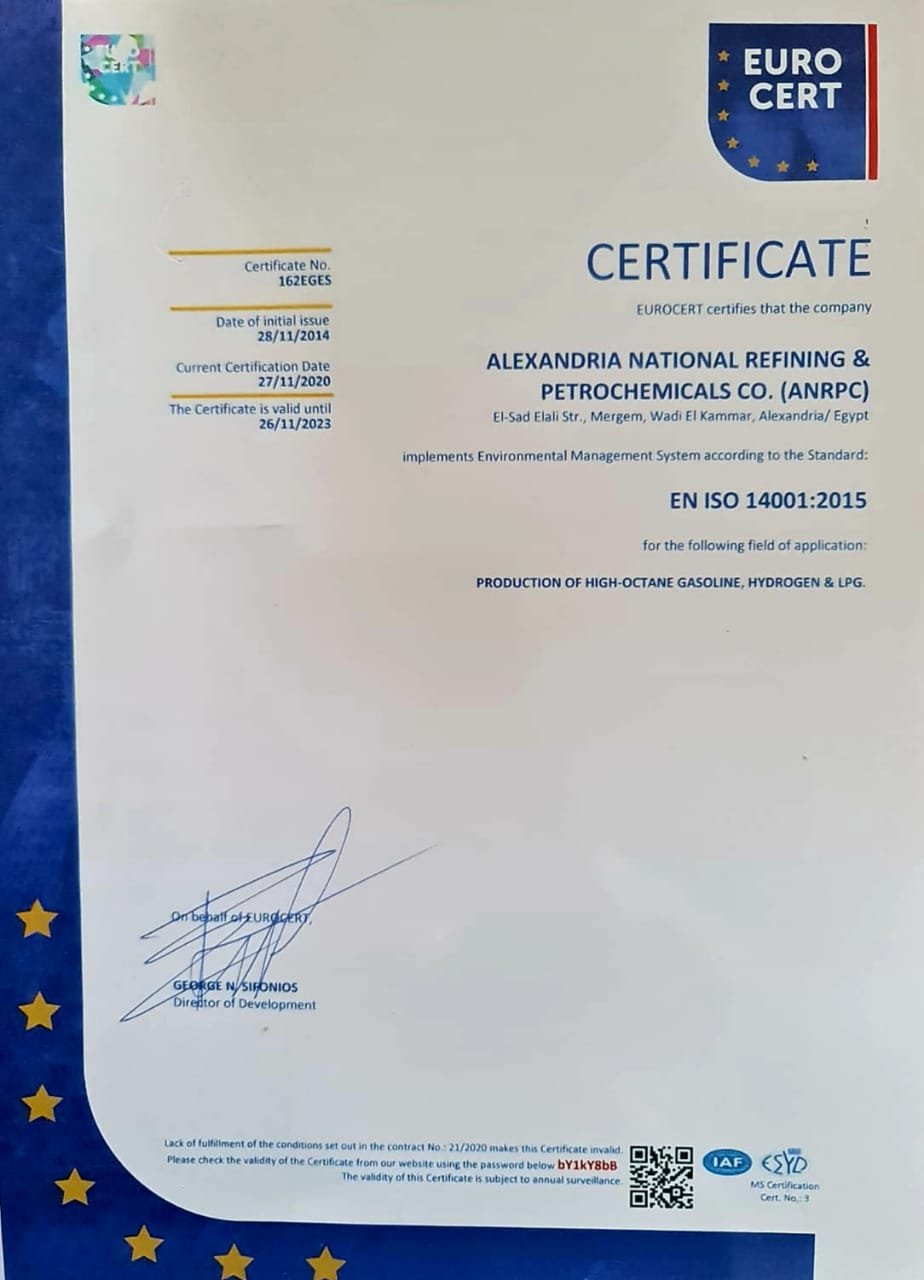 EURO
CERT
EURO
CERT
Certificate No.
162EGES
Date of initial issue
28/11/2014
Current Certification Date
27/11/2020
The Certificate is valid until
26/11/2023
CERTIFICATE
EUROCERT certifies that the company
ALEXANDRIA NATIONAL REFINING &
PETROCHEMICALS CO. (ANRPC)
El-Sad Elali Str., Mergem, Wadi El Kammar, Alexandria/ Egypt
implements Environmental Management System according to the Standard:
EN ISO 14001:2015
for the following field of application:
PRODUCTION OF HIGH-OCTANE GASOLINE, HYDROGEN & LPG.
On behalf of EUROCERT,
GEORGE N. SIFONIOS
Director of Development
Lack of fulfillment of the conditions set out in the contract No.: 21/2020 makes this Certificate invalid.
Please check the validity of the Certificate from our website using the password below bY1kY8bB
The validity of this Certificate is subject to annual surveillance.
IAF
ΕΣΥΔ
MS Certification
Cert. No.: 3